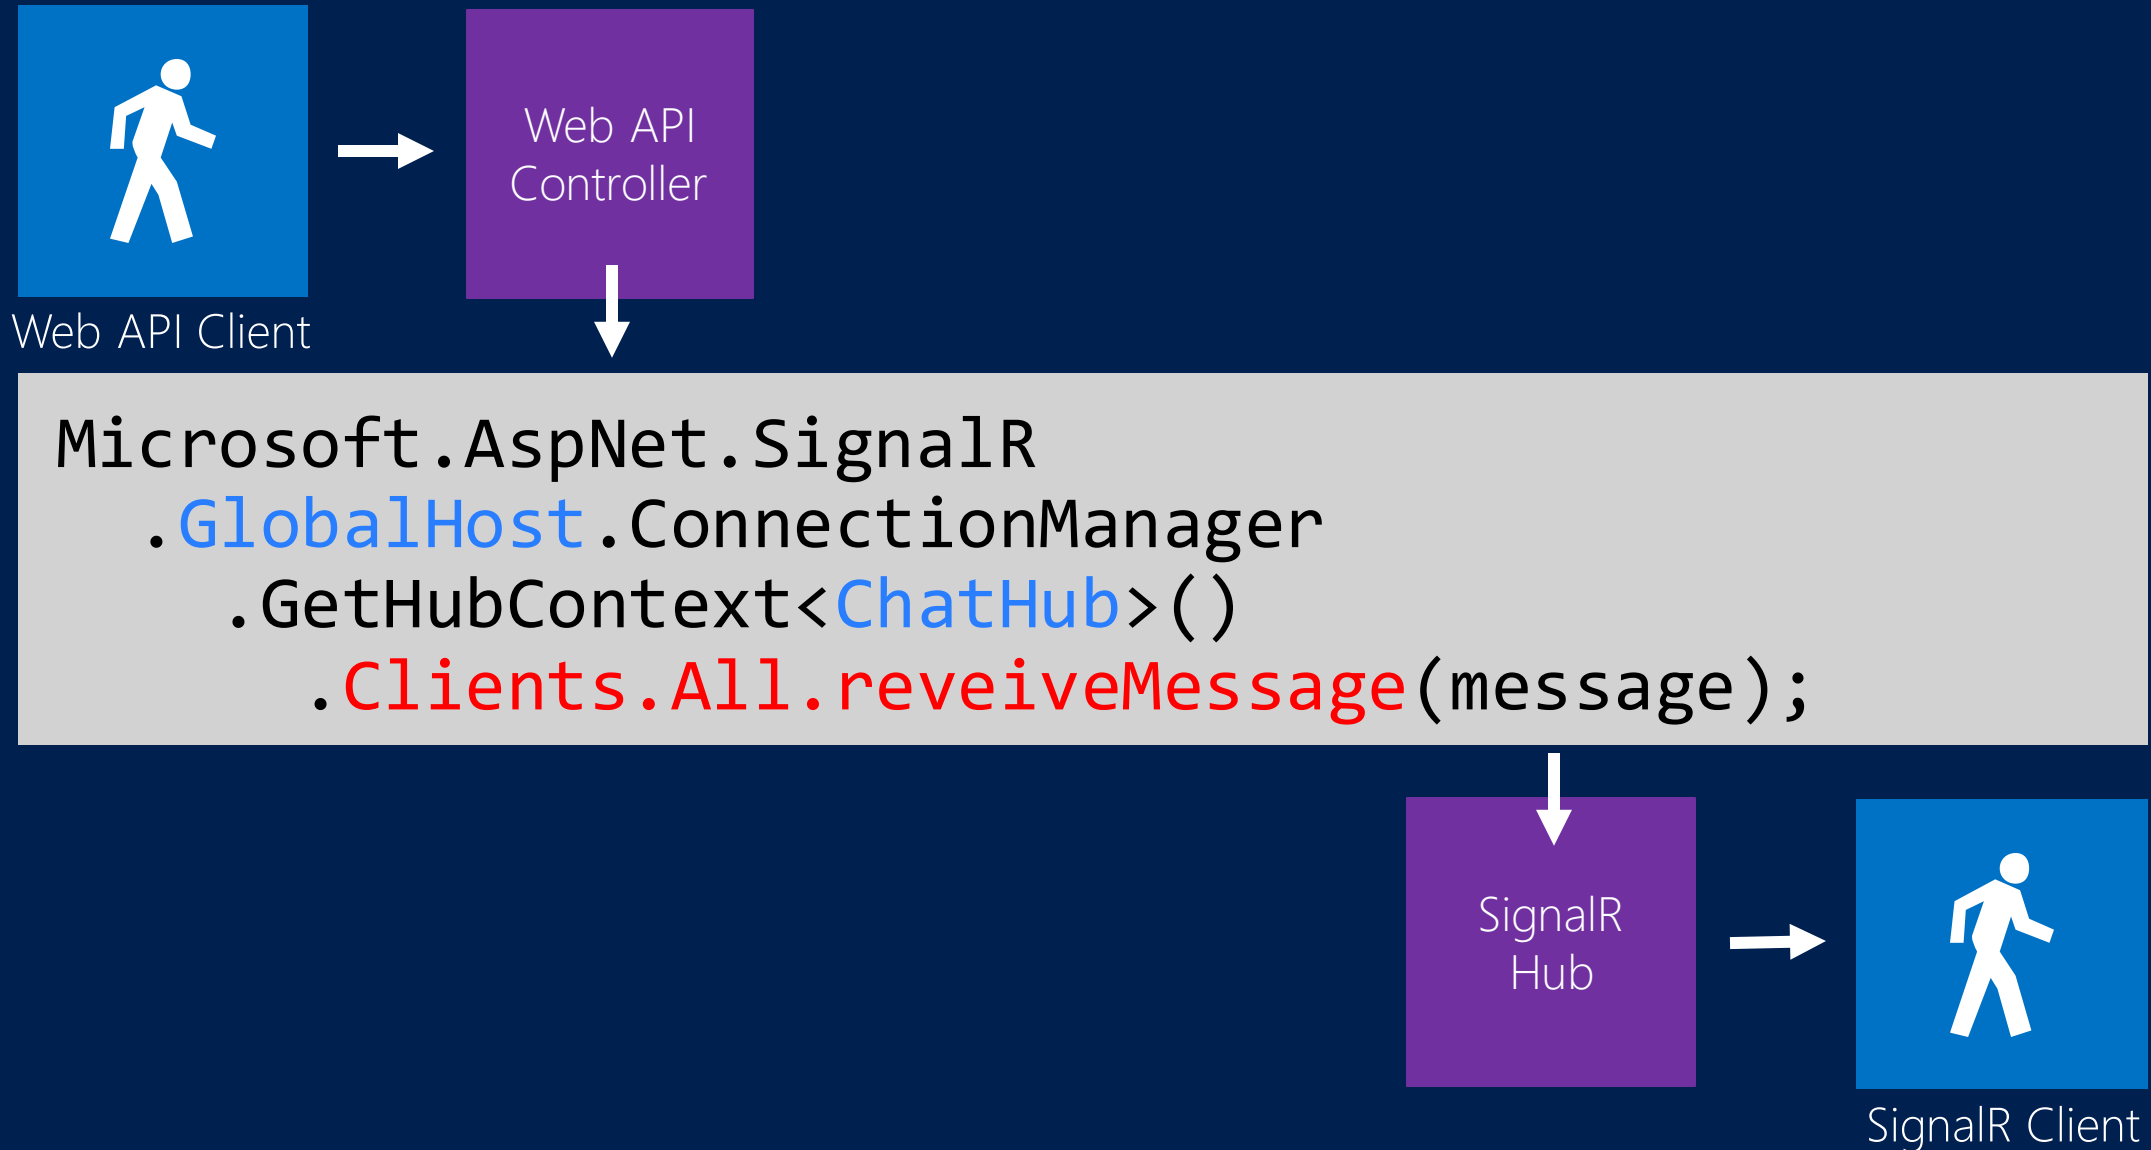 Web API
Controller
Web API Client
Microsoft.AspNet.SignalR
.GlobalHost.ConnectionManager
.GetHubContext<ChatHub>()
.Clients.All.reveiveMessage(message);
SignalR
Hub
SignalR Client